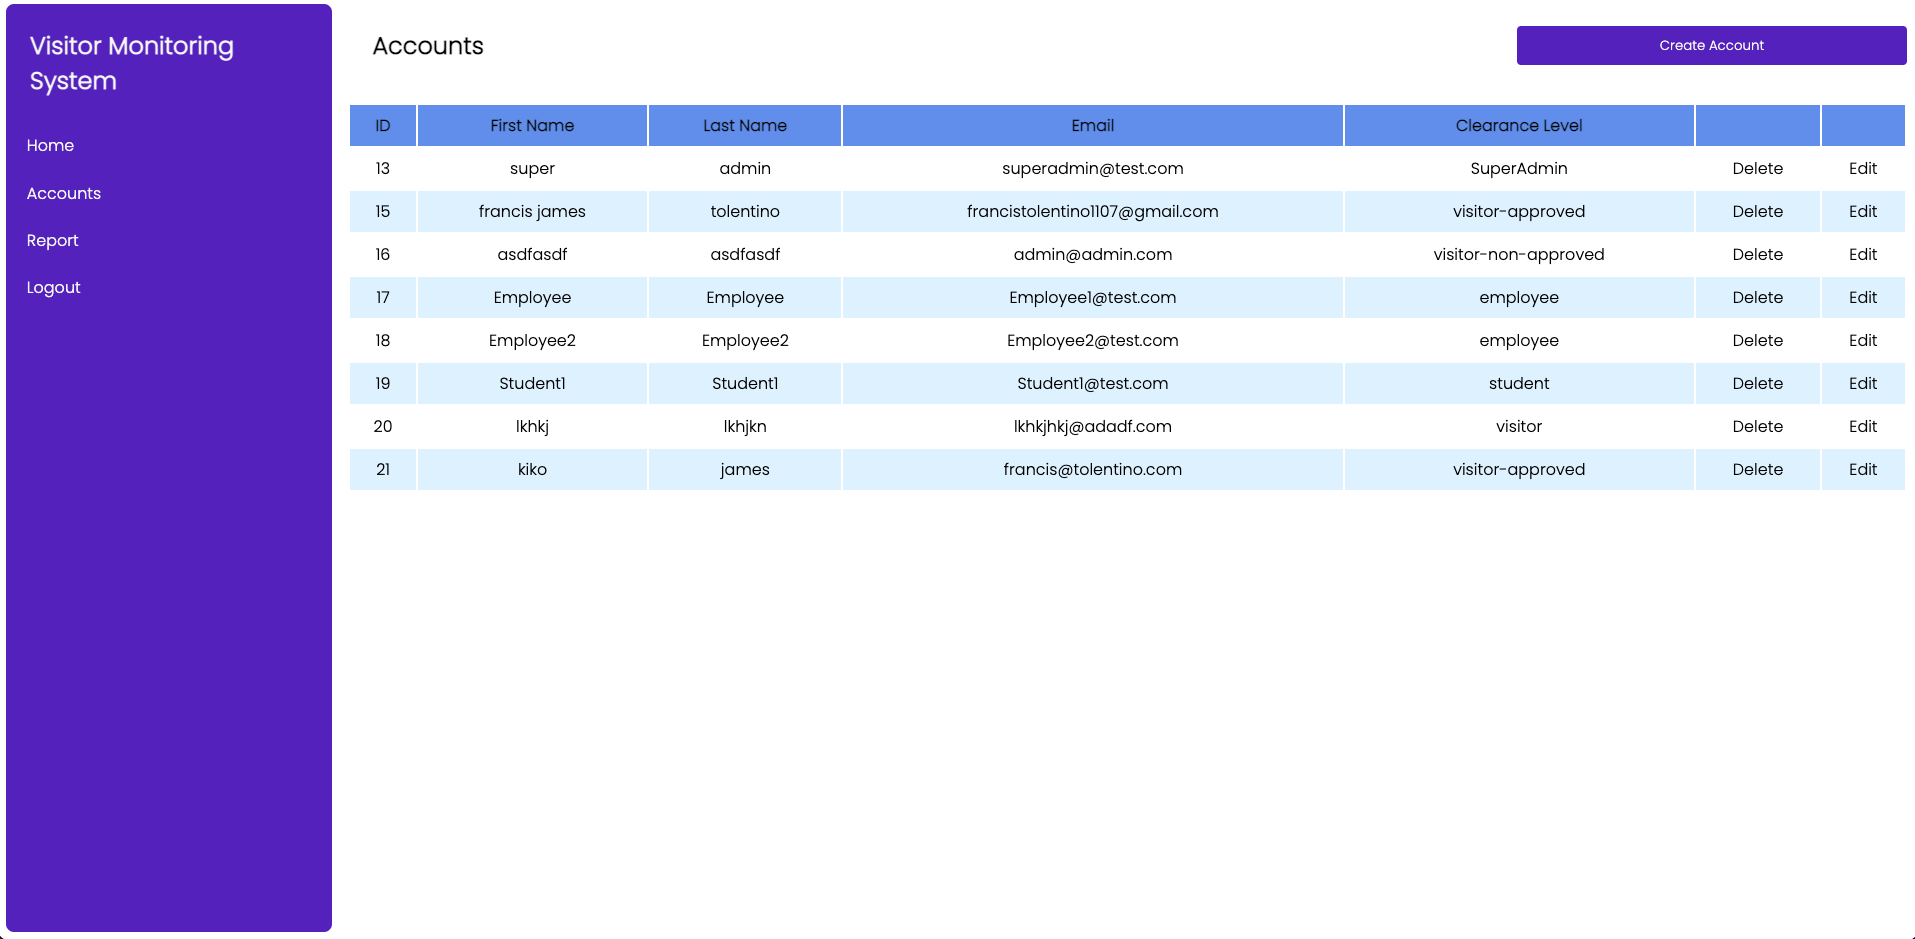 Visitor Monitoring
System
Home
Accounts
Report
Logout
Accounts
Create Account
ID First Name Last Name Email Clearance Level
13 super admin superadmin@test.com SuperAdmin Delete Edit
15 francis james tolentino francistolentino1107@gmail.com visitor-approved Delete Edit
16 asdfasdf asdfasdf admin@admin.com visitor-non-approved Delete Edit
17 Employee Employee Employee1@test.com employee Delete Edit
18 Employee2 Employee2 Employee2@test.com employee Delete Edit
19 Student1 Student1 Student1@test.com student Delete Edit
20 lkhkj lkhjkn lkhkjhkj@adadf.com visitor Delete Edit
21 kiko james francis@tolentino.com visitor-approved Delete Edit